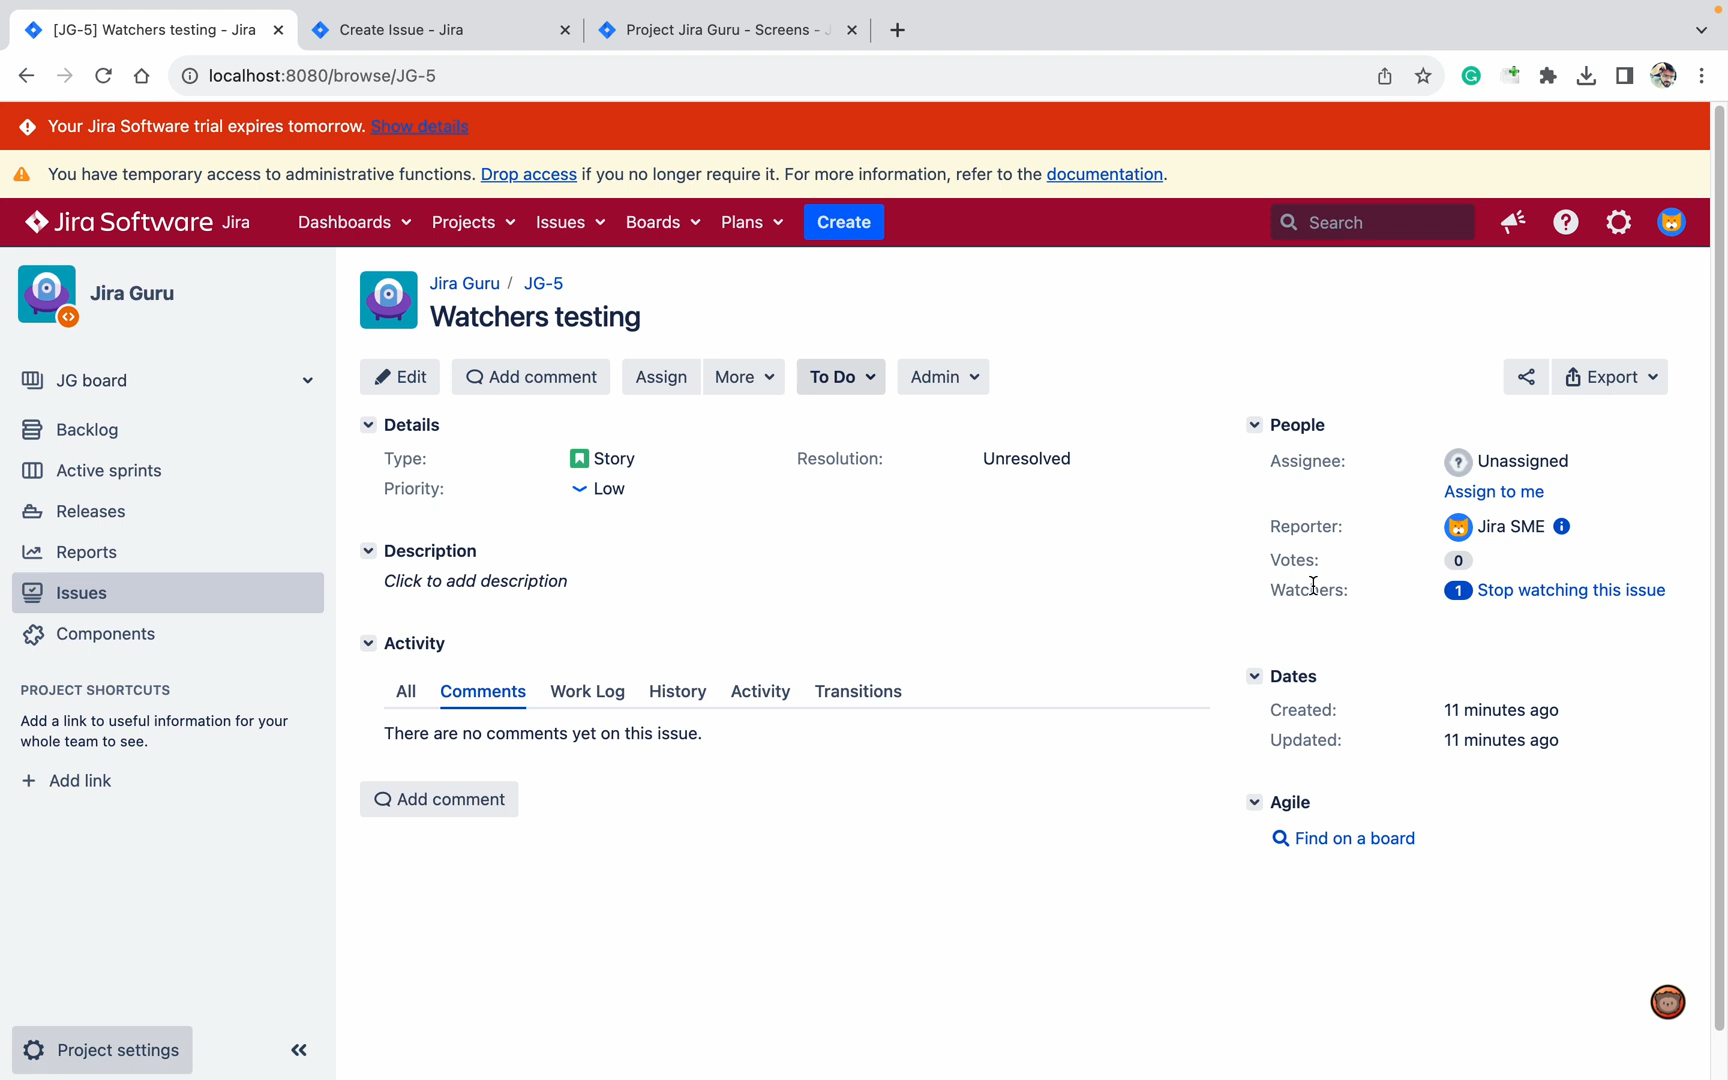 [JG-5] Watchers testing - Jira
Create Issue - Jira
Project Jira Guru - Screens -
localhost:8080/browse/JG-5
Your Jira Software trial expires tomorrow. Show details
You have temporary access to administrative functions. Drop access if you no longer require it. For more information, refer to the documentation.
Jira Software Jira
Dashboards
Projects
Issues
Boards
Plans
Create
Search
Jira Guru
JG board
Backlog
Active sprints
Releases
Reports
Issues
Components
PROJECT SHORTCUTS
Add a link to useful information for your
whole team to see.
+ Add link
Project settings
Jira Guru / JG-5
Watchers testing
Edit
Add comment
Assign
More
To Do
Admin
Export
Details
Type: Story
Resolution: Unresolved
Priority: Low
Description
Click to add description
Activity
All Comments Work Log History Activity Transitions
There are no comments yet on this issue.
Add comment
People
Assignee: Unassigned
Assign to me
Reporter: Jira SME
Votes: 0
Watchers: 1 Stop watching this issue
Dates
Created: 11 minutes ago
Updated: 11 minutes ago
Agile
Find on a board